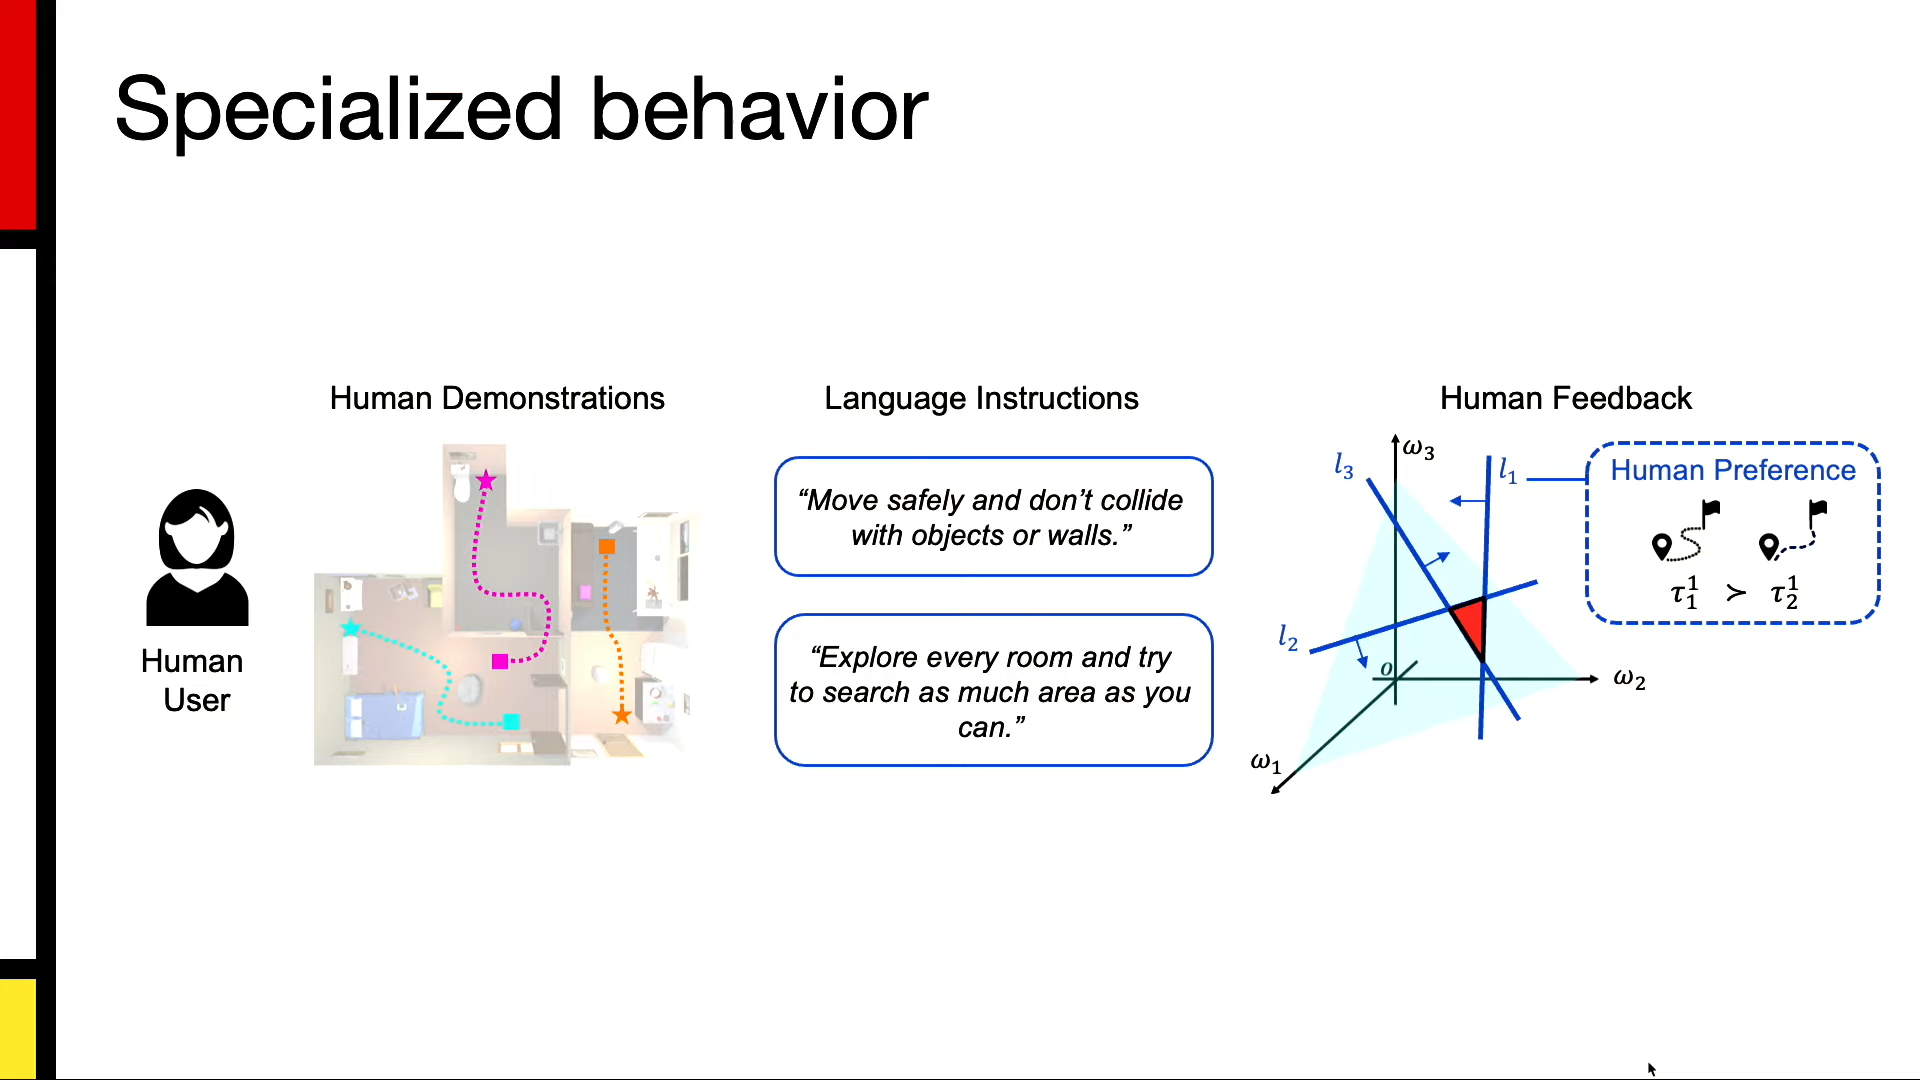 Specialized behavior
Human Demonstrations
Language Instructions
Human Feedback
Human
User
“Move safely and don’t collide
with objects or walls.”
“Explore every room and try
to search as much area as you
can.”
ω₃
l₃
l₁
l₂
o
ω₂
ω₁
Human Preference
τ₁¹ ≻ τ₂¹